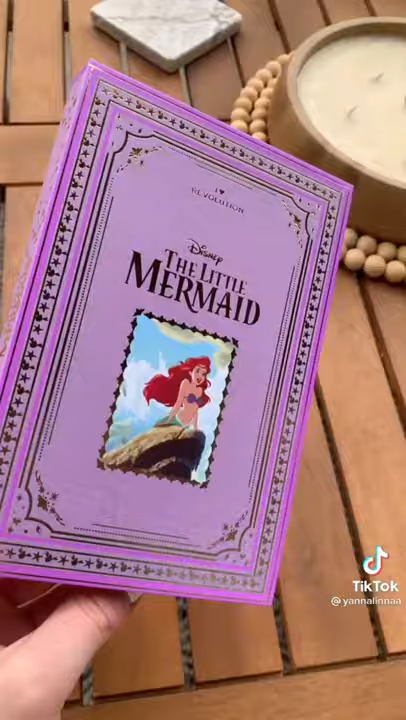 I ♥
REVOLUTION
Disney
THE LITTLE
MERMAID
TikTok
@yannalinnaa